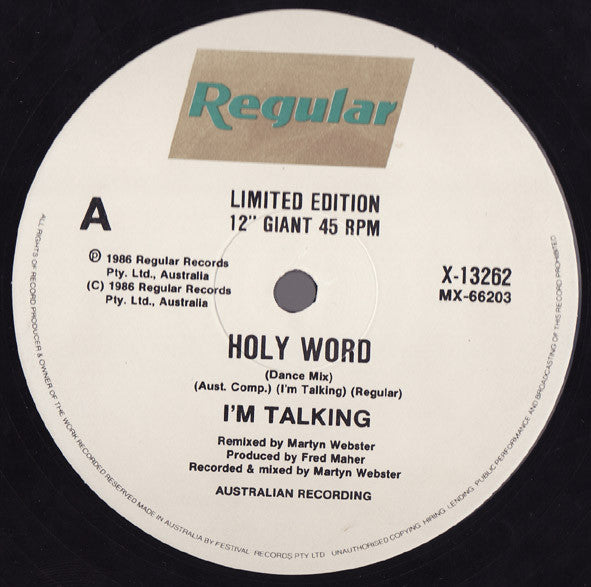 Regular
LIMITED EDITION
12" GIANT 45 RPM
A
Ⓟ 1986 Regular Records
Pty. Ltd., Australia
(C) 1986 Regular Records
Pty. Ltd., Australia
X-13262
MX-66203
HOLY WORD
(Dance Mix)
(Aust. Comp.) (I'm Talking) (Regular)
I'M TALKING
Remixed by Martyn Webster
Produced by Fred Maher
Recorded & mixed by Martyn Webster
AUSTRALIAN RECORDING
ALL RIGHTS OF RECORD PRODUCER & OWNER OF THE WORK RECORDED RESERVED MADE IN AUSTRALIA BY FESTIVAL RECORDS PTY LTD UNAUTHORISED COPYING HIRING LENDING PUBLIC PERFORMANCE AND BROADCASTING OF THIS RECORD PROHIBITED